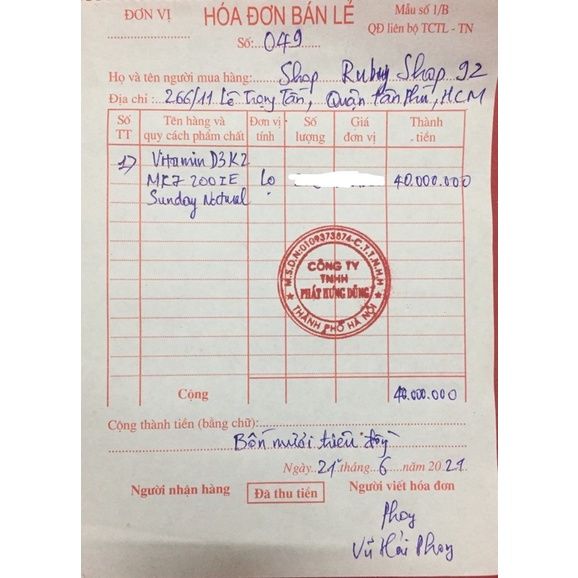 ĐƠN VỊ HÓA ĐƠN BÁN LẺ Mẫu số 1/B
QĐ liên bộ TCTL - TN
Số: 049
Họ và tên người mua hàng: Shop Ruby Shop 92
Địa chỉ: 266/11 Lê Trọng Tấn, Quận Tân Phú, HCM
Số TT Tên hàng và quy cách phẩm chất Đơn vị tính Số lượng Giá đơn vị Thành tiền
1) Vitamin D3K2
MK7 200IE Lọ 40.000.000
Sunday Natural
M.S.D.N:0109373874-C.T.T.N.H.H
CÔNG TY
TNHH
PHÁT HƯNG DŨNG
THÀNH PHỐ HÀ NỘI
Cộng 40.000.000
Cộng thành tiền (bằng chữ):
Bốn mươi triệu đồng
Ngày 21 tháng 6 năm 2021
Người nhận hàng Đã thu tiền Người viết hóa đơn
Phay
Vũ Hải Phay